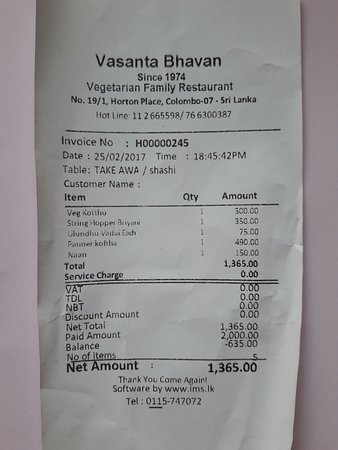 Vasanta Bhavan
Since 1974
Vegetarian Family Restaurant
No. 19/1, Horton Place, Colombo-07 - Sri Lanka
Hot Line: 11 2 665598/ 76 6300387
Invoice No : H00000245
Date : 25/02/2017 Time : 18:45:42PM
Table: TAKE AWA / shashi
Customer Name :
Item Qty Amount
Veg Kotthu 1 300.00
String Hopper Briyani 1 350.00
Ulundhu Vadai Each 1 75.00
Panner koftha 1 490.00
Naan 1 150.00
Total 1,365.00
Service Charge 0.00
VAT 0.00
TDL 0.00
NBT 0.00
Discount Amount 0.00
Net Total 1,365.00
Paid Amount 2,000.00
Balance -635.00
No of Items 5
Net Amount : 1,365.00
Thank You Come Again!
Software by www.ims.lk
Tel : 0115-747072